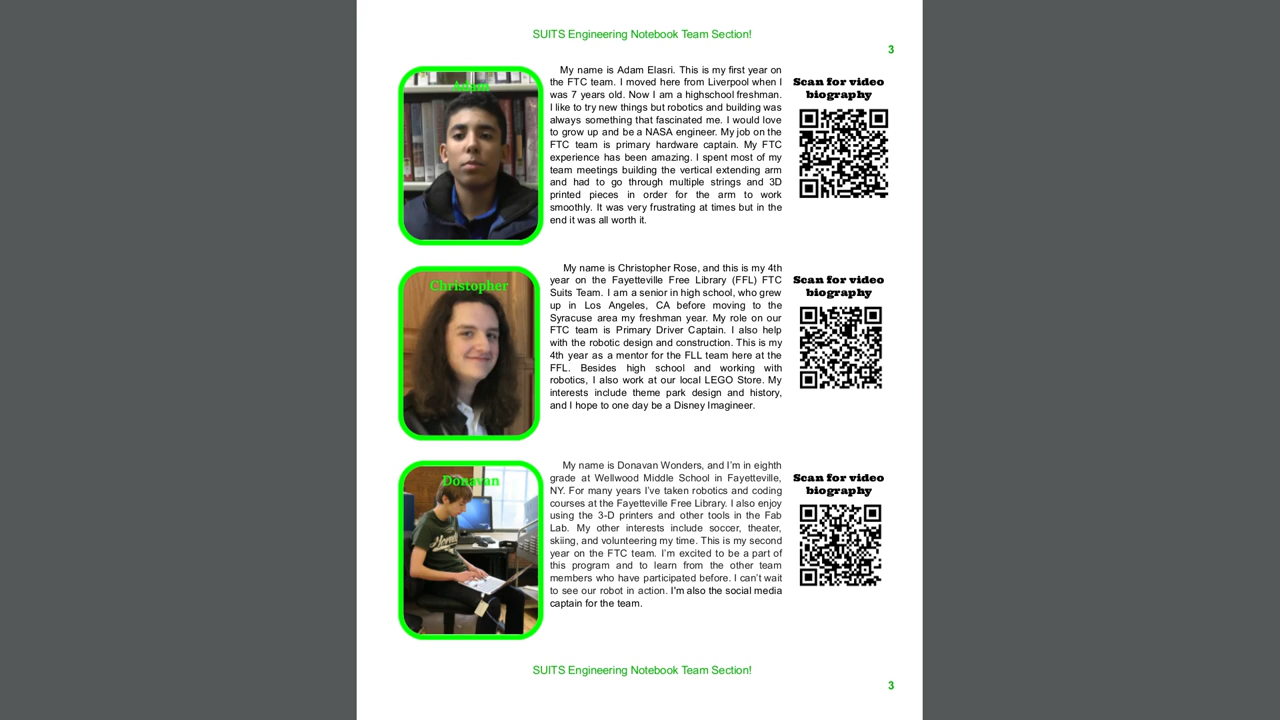 SUITS Engineering Notebook Team Section!
3
Adam
My name is Adam Elasri. This is my first year on
the FTC team. I moved here from Liverpool when I
was 7 years old. Now I am a highschool freshman.
I like to try new things but robotics and building was
always something that fascinated me. I would love
to grow up and be a NASA engineer. My job on the
FTC team is primary hardware captain. My FTC
experience has been amazing. I spent most of my
team meetings building the vertical extending arm
and had to go through multiple strings and 3D
printed pieces in order for the arm to work
smoothly. It was very frustrating at times but in the
end it was all worth it.
Scan for video
biography
Christopher
My name is Christopher Rose, and this is my 4th
year on the Fayetteville Free Library (FFL) FTC
Suits Team. I am a senior in high school, who grew
up in Los Angeles, CA before moving to the
Syracuse area my freshman year. My role on our
FTC team is Primary Driver Captain. I also help
with the robotic design and construction. This is my
4th year as a mentor for the FLL team here at the
FFL. Besides high school and working with
robotics, I also work at our local LEGO Store. My
interests include theme park design and history,
and I hope to one day be a Disney Imagineer.
Scan for video
biography
Donavan
My name is Donavan Wonders, and I'm in eighth
grade at Wellwood Middle School in Fayetteville,
NY. For many years I've taken robotics and coding
courses at the Fayetteville Free Library. I also enjoy
using the 3-D printers and other tools in the Fab
Lab. My other interests include soccer, theater,
skiing, and volunteering my time. This is my second
year on the FTC team. I'm excited to be a part of
this program and to learn from the other team
members who have participated before. I can't wait
to see our robot in action. I'm also the social media
captain for the team.
Scan for video
biography
SUITS Engineering Notebook Team Section!
3